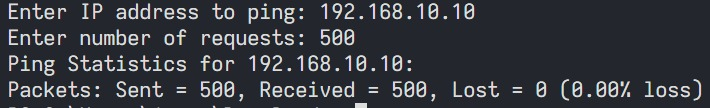 Enter IP address to ping: 192.168.10.10
Enter number of requests: 500
Ping Statistics for 192.168.10.10:
Packets: Sent = 500, Received = 500, Lost = 0 (0.00% loss)